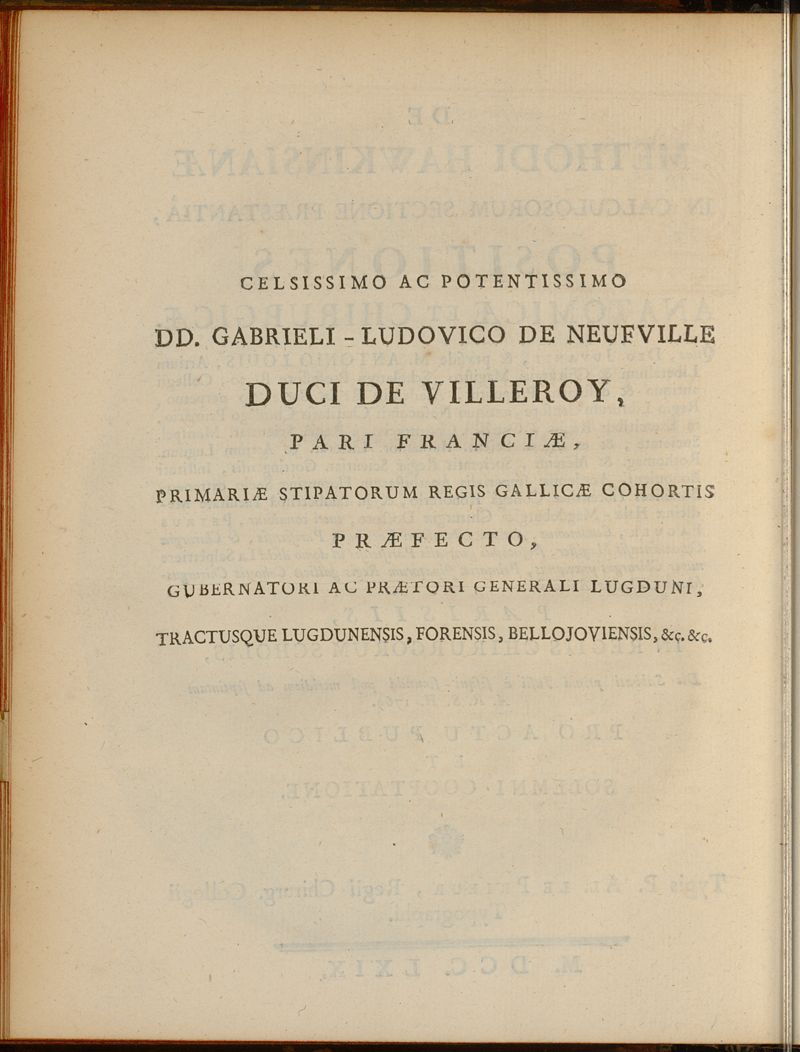 CELSISSIMO AC POTENTISSIMO
DD. GABRIELI - LUDOVICO DE NEUFVILLE
DUCI DE VILLEROY,
PARI FRANCIÆ,
PRIMARIÆ STIPATORUM REGIS GALLICÆ COHORTIS
PRÆFECTO,
GUBERNATORI AC PRÆTORI GENERALI LUGDUNI,
TRACTUSQUE LUGDUNENSIS, FORENSIS, BELLOJOVIENSIS, &c. &c.